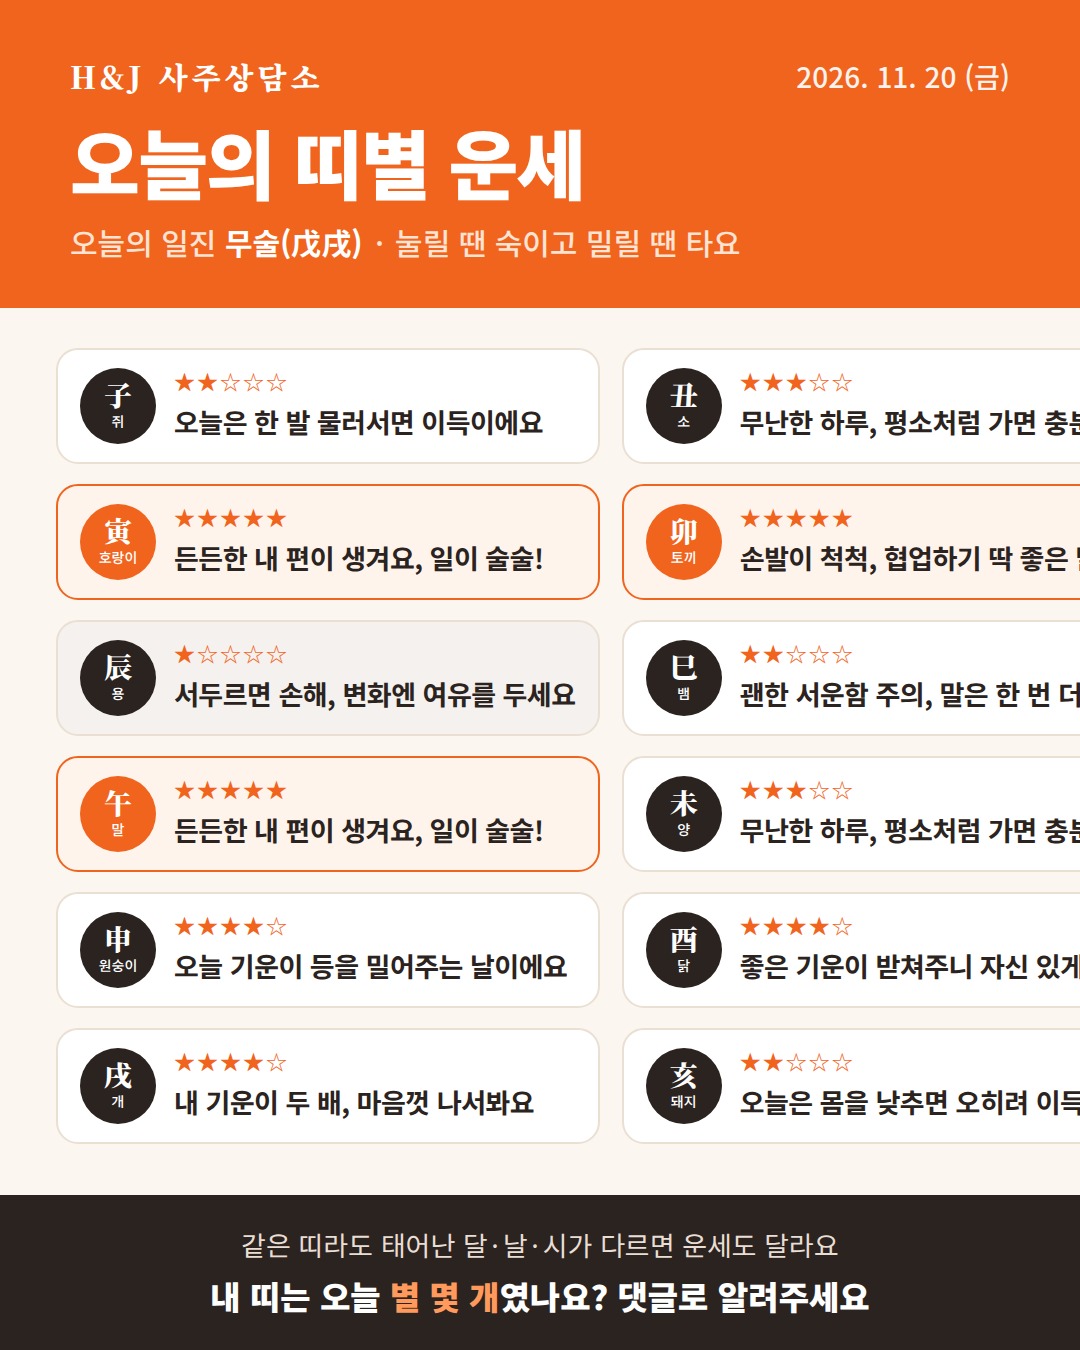 H&J 사주상담소
2026. 11. 20 (금)
오늘의 띠별 운세
오늘의 일진 무술(戊戌) · 눌릴 땐 숙이고 밀릴 땐 타요
子
쥐
★★☆☆☆
오늘은 한 발 물러서면 이득이에요
丑
소
★★★☆☆
무난한 하루, 평소처럼 가면
寅
호랑이
★★★★★
든든한 내 편이 생겨요, 일이 술술!
卯
토끼
★★★★★
손발이 척척, 협업하기 딱 좋은
辰
용
★☆☆☆☆
서두르면 손해, 변화엔 여유를 두세요
巳
뱀
★★☆☆☆
괜한 서운함 주의, 말은 한 번 더
午
말
★★★★★
든든한 내 편이 생겨요, 일이 술술!
未
양
★★★☆☆
무난한 하루, 평소처럼 가면
申
원숭이
★★★★☆
오늘 기운이 등을 밀어주는 날이에요
酉
닭
★★★★☆
좋은 기운이 받쳐주니 자신 있게
戌
개
★★★★☆
내 기운이 두 배, 마음껏 나서봐요
亥
돼지
★★☆☆☆
오늘은 몸을 낮추면 오히려 이득
같은 띠라도 태어난 달·날·시가 다르면 운세도 달라요
내 띠는 오늘 별 몇 개였나요? 댓글로 알려주세요